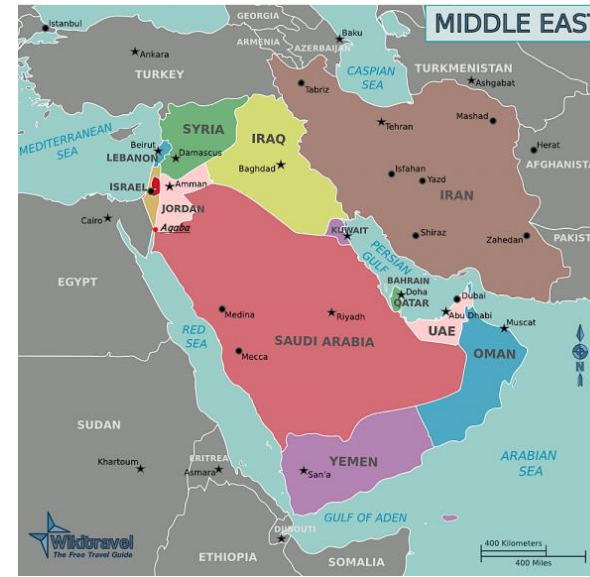 MIDDLE EAST
GEORGIA
Istanbul
Baku
ARMENIA
AZERBAIJAN
Ankara
TURKEY
CASPIAN
SEA
TURKMENISTAN
Ashgabat
Tabriz
Tehran
Mashad
MEDITERRANEAN
SEA
SYRIA
IRAQ
Beirut
LEBANON
Damascus
Baghdad
Herat
AFGHANISTA
Isfahan
Yazd
IRAN
ISRAEL
Amman
JORDAN
Cairo
Aqaba
KUWAIT
Shiraz
Zahedan
PAKIST
PERSIAN
GULF
EGYPT
BAHRAIN
Doha
QATAR
Dubai
Abu Dhabi
UAE
Muscat
Medina
Riyadh
RED
SEA
SAUDI ARABIA
Mecca
OMAN
N
SUDAN
YEMEN
Khartoum
ERITREA
Asmara
San'a
ARABIAN
SEA
GULF OF ADEN
DJIBOUTI
Wikitravel
The Free Travel Guide
ETHIOPIA
SOMALIA
400 Kilometers
400 Miles